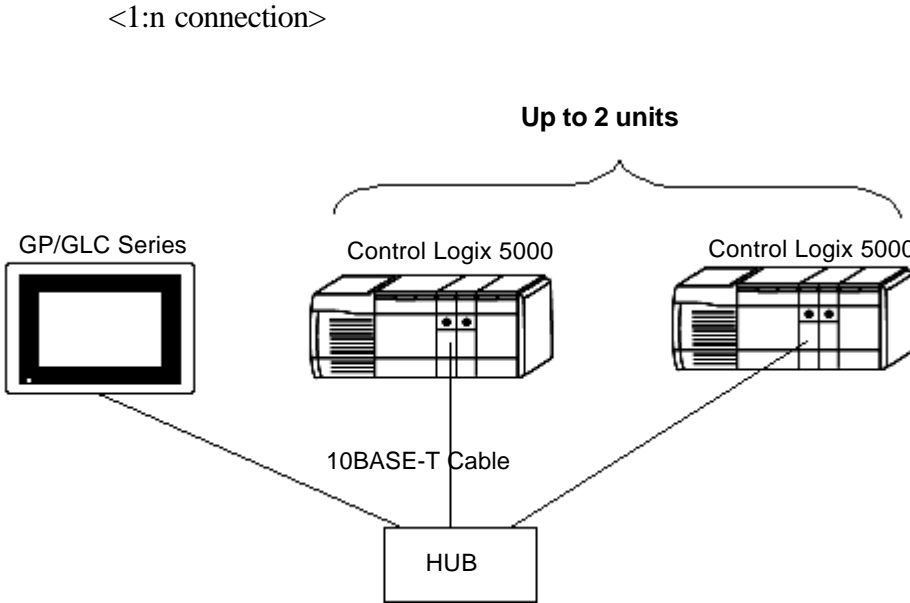 <1:n connection>
Up to 2 units
GP/GLC Series
Control Logix 5000
Control Logix 5000
10BASE-T Cable
HUB